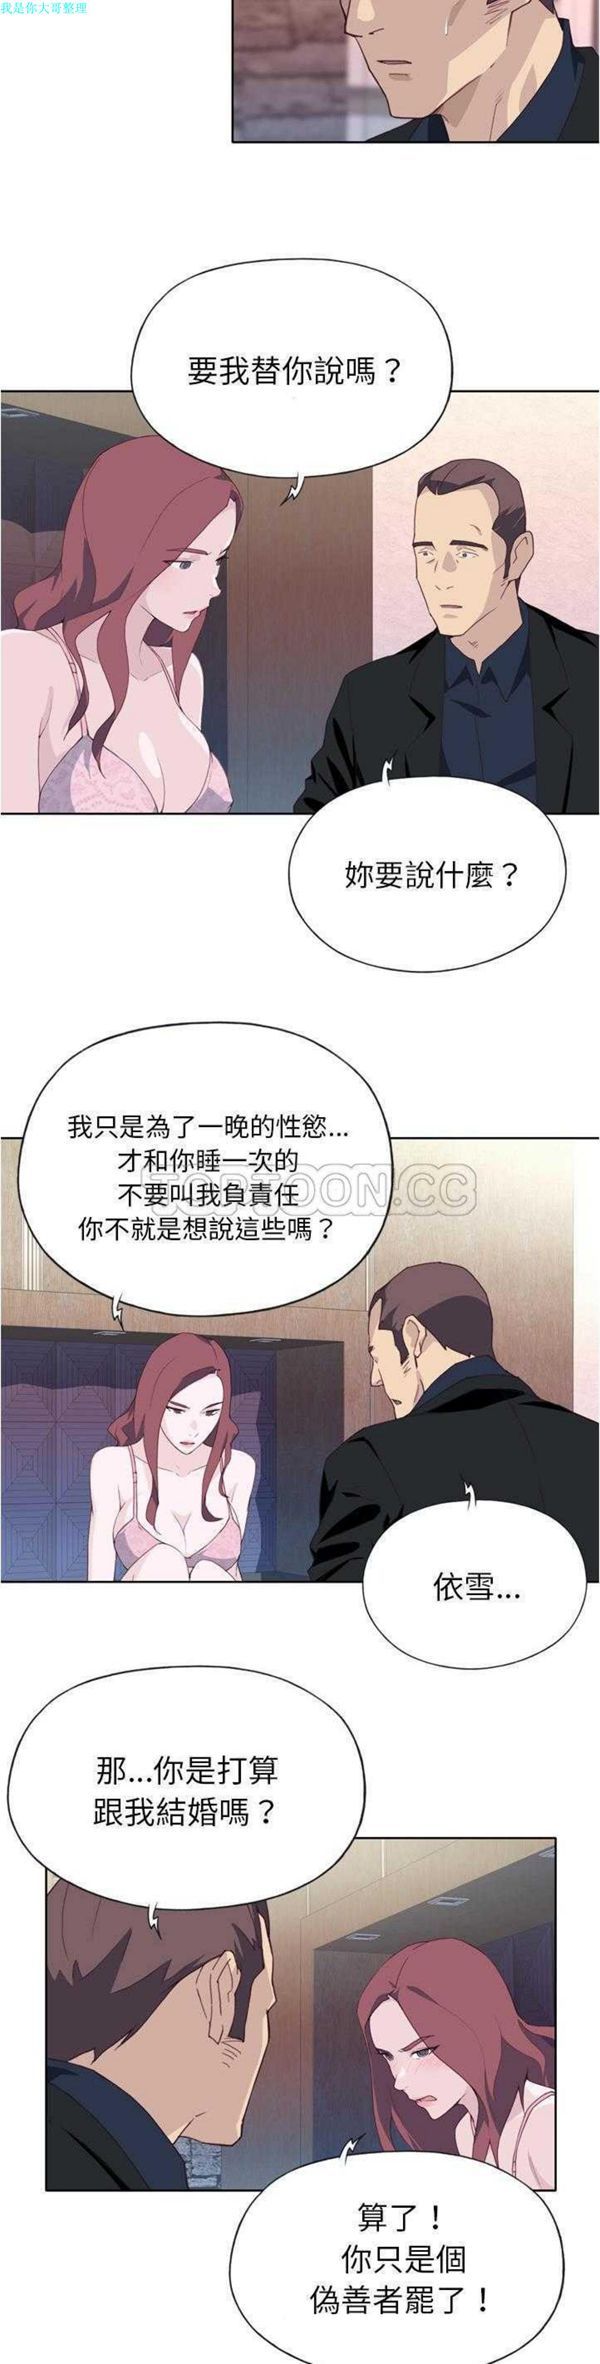 我是你大哥整理
要我替你說嗎？
妳要說什麼？
我只是為了一晚的性慾...
才和你睡一次的
不要叫我負責任
你不就是想說這些嗎？
TOPTOON.CC
依雪...
那...你是打算
跟我結婚嗎？
算了！
你只是個
偽善者罷了！